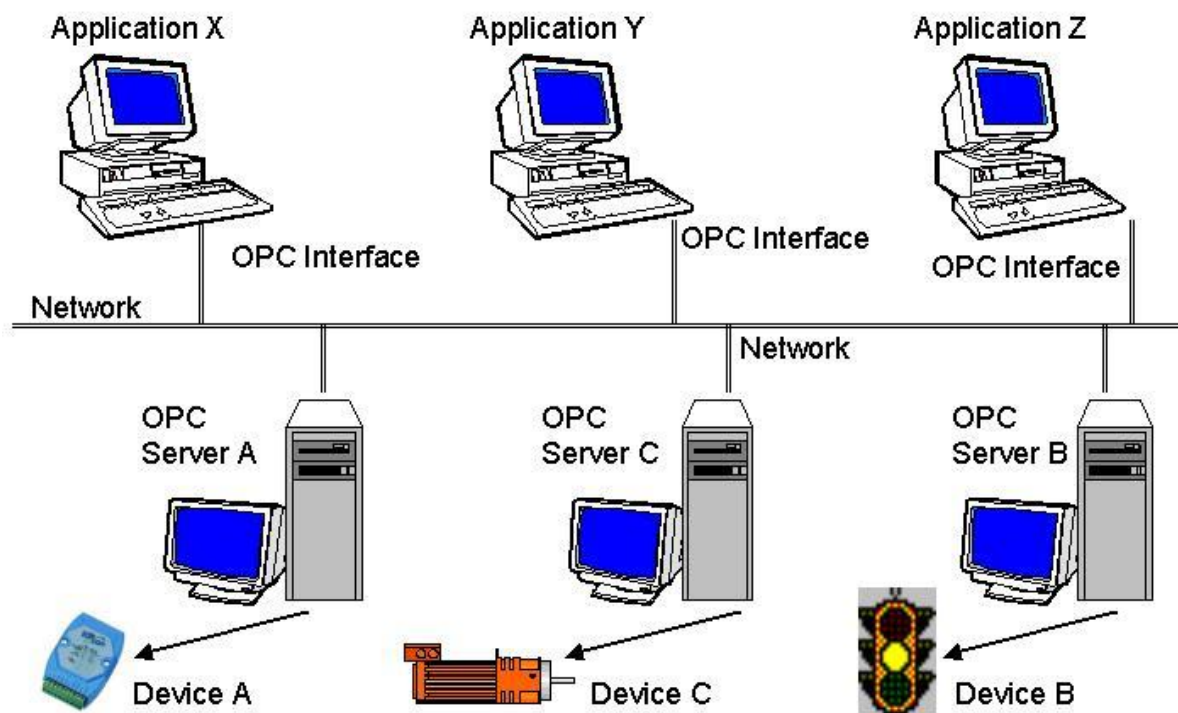 Application X
Application Y
Application Z
OPC Interface
OPC Interface
OPC Interface
Network
Network
OPC
Server A
OPC
Server C
OPC
Server B
Device A
Device C
Device B